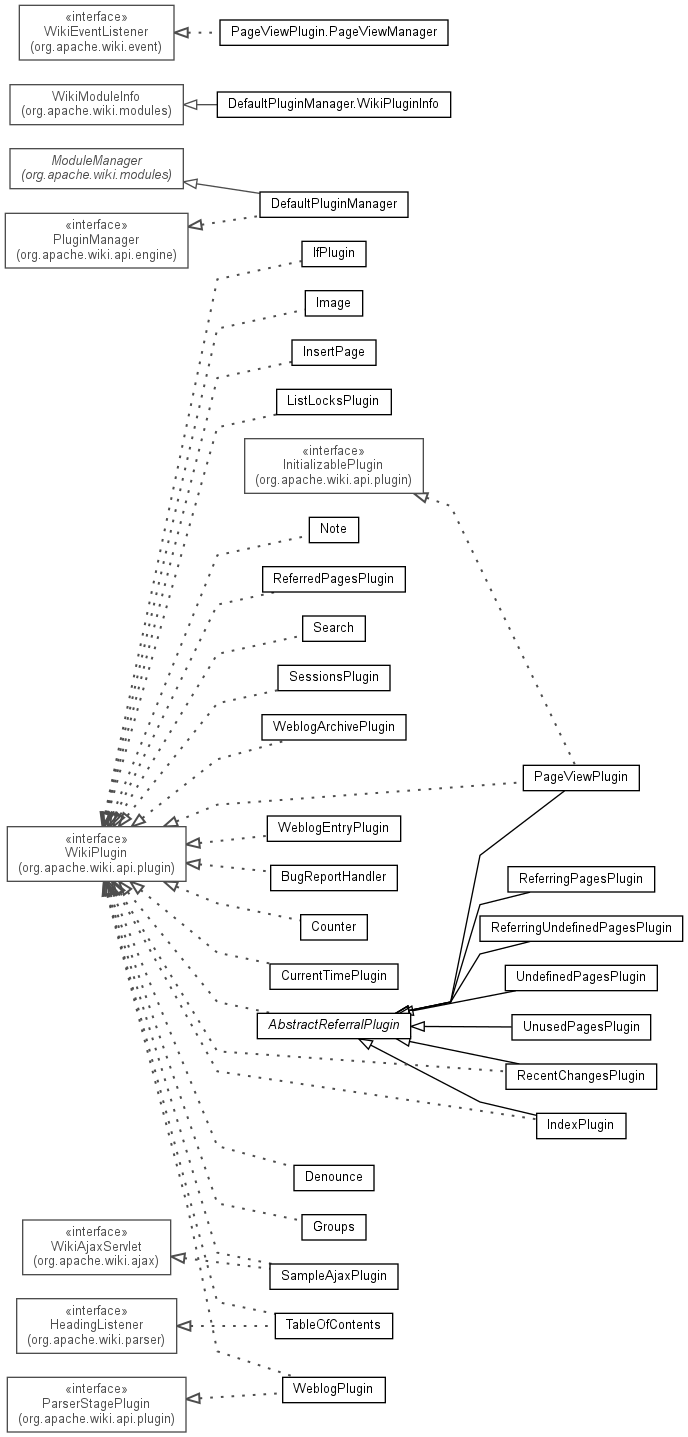 «interface»
WikiEventListener
(org.apache.wiki.event)
PageViewPlugin.PageViewManager
WikiModuleInfo
(org.apache.wiki.modules)
DefaultPluginManager.WikiPluginInfo
ModuleManager
(org.apache.wiki.modules)
DefaultPluginManager
«interface»
PluginManager
(org.apache.wiki.api.engine)
IfPlugin
Image
InsertPage
ListLocksPlugin
«interface»
InitializablePlugin
(org.apache.wiki.api.plugin)
Note
ReferredPagesPlugin
Search
SessionsPlugin
WeblogArchivePlugin
PageViewPlugin
«interface»
WikiPlugin
(org.apache.wiki.api.plugin)
WeblogEntryPlugin
BugReportHandler
ReferringPagesPlugin
Counter
ReferringUndefinedPagesPlugin
CurrentTimePlugin
UndefinedPagesPlugin
AbstractReferralPlugin
UnusedPagesPlugin
RecentChangesPlugin
IndexPlugin
Denounce
Groups
«interface»
WikiAjaxServlet
(org.apache.wiki.ajax)
SampleAjaxPlugin
«interface»
HeadingListener
(org.apache.wiki.parser)
TableOfContents
«interface»
ParserStagePlugin
(org.apache.wiki.api.plugin)
WeblogPlugin